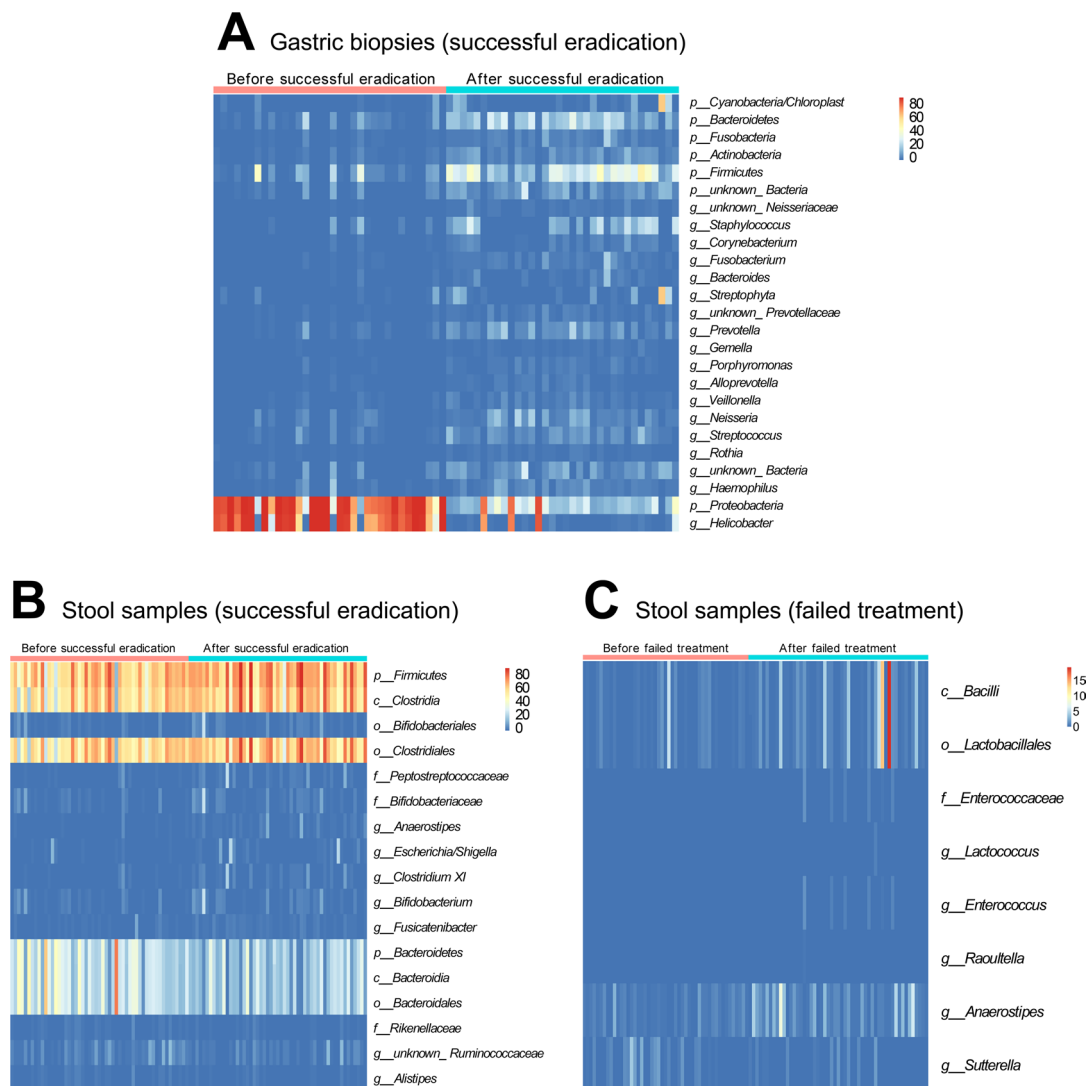 A Gastric biopsies (successful eradication)
Before successful eradication After successful eradication
p__Cyanobacteria/Chloroplast
p__Bacteroidetes
p__Fusobacteria
p__Actinobacteria
p__Firmicutes
p__unknown_ Bacteria
g__unknown_ Neisseriaceae
g__Staphylococcus
g__Corynebacterium
g__Fusobacterium
g__Bacteroides
g__Streptophyta
g__unknown_ Prevotellaceae
g__Prevotella
g__Gemella
g__Porphyromonas
g__Alloprevotella
g__Veillonella
g__Neisseria
g__Streptococcus
g__Rothia
g__unknown_ Bacteria
g__Haemophilus
p__Proteobacteria
g__Helicobacter
80
60
40
20
0
B Stool samples (successful eradication)
Before successful eradication After successful eradication
p__Firmicutes
c__Clostridia
o__Bifidobacteriales
o__Clostridiales
f__Peptostreptococcaceae
f__Bifidobacteriaceae
g__Anaerostipes
g__Escherichia/Shigella
g__Clostridium XI
g__Bifidobacterium
g__Fusicatenibacter
p__Bacteroidetes
c__Bacteroidia
o__Bacteroidales
f__Rikenellaceae
g__unknown_ Ruminococcaceae
g__Alistipes
80
60
40
20
0
C Stool samples (failed treatment)
Before failed treatment After failed treatment
c__Bacilli
o__Lactobacillales
f__Enterococcaceae
g__Lactococcus
g__Enterococcus
g__Raoultella
g__Anaerostipes
g__Sutterella
15
10
5
0